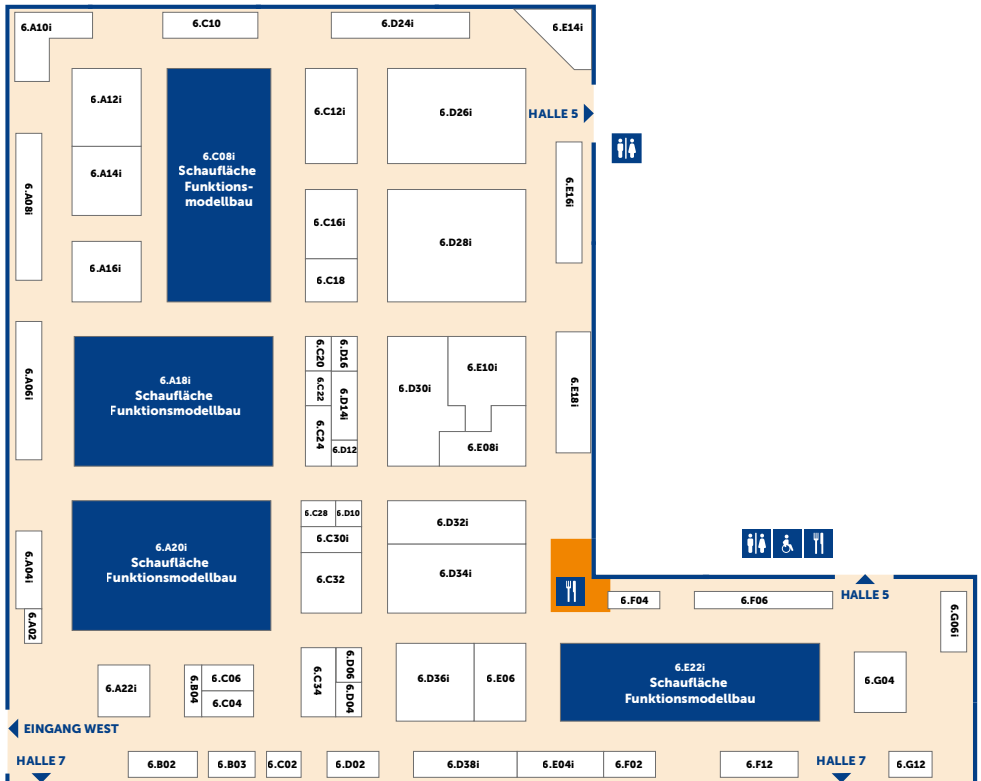 6.A10i
6.C10
6.D24i
6.E14i
6.A12i
6.C12i
6.D26i
HALLE 5
6.C08i
Schaufläche
Funktions-
modellbau
6.A14i
6.A08i
6.E16i
6.C16i
6.D28i
6.A16i
6.C18
6.A06i
6.A18i
Schaufläche
Funktionsmodellbau
6.C20
6.D16
6.C22
6.D14i
6.C24
6.D12
6.D30i
6.E10i
6.E08i
6.E18i
6.A04i
6.A02
6.A20i
Schaufläche
Funktionsmodellbau
6.C28
6.D10
6.C30i
6.C32
6.D32i
6.D34i
6.F04
6.F06
HALLE 5
6.G06i
6.A22i
6.B04
6.C06
6.C04
6.C34
6.D06
6.D04
6.D36i
6.E06
6.E22i
Schaufläche
Funktionsmodellbau
6.G04
EINGANG WEST
HALLE 7
6.B02
6.B03
6.C02
6.D02
6.D38i
6.E04i
6.F02
6.F12
HALLE 7
6.G12